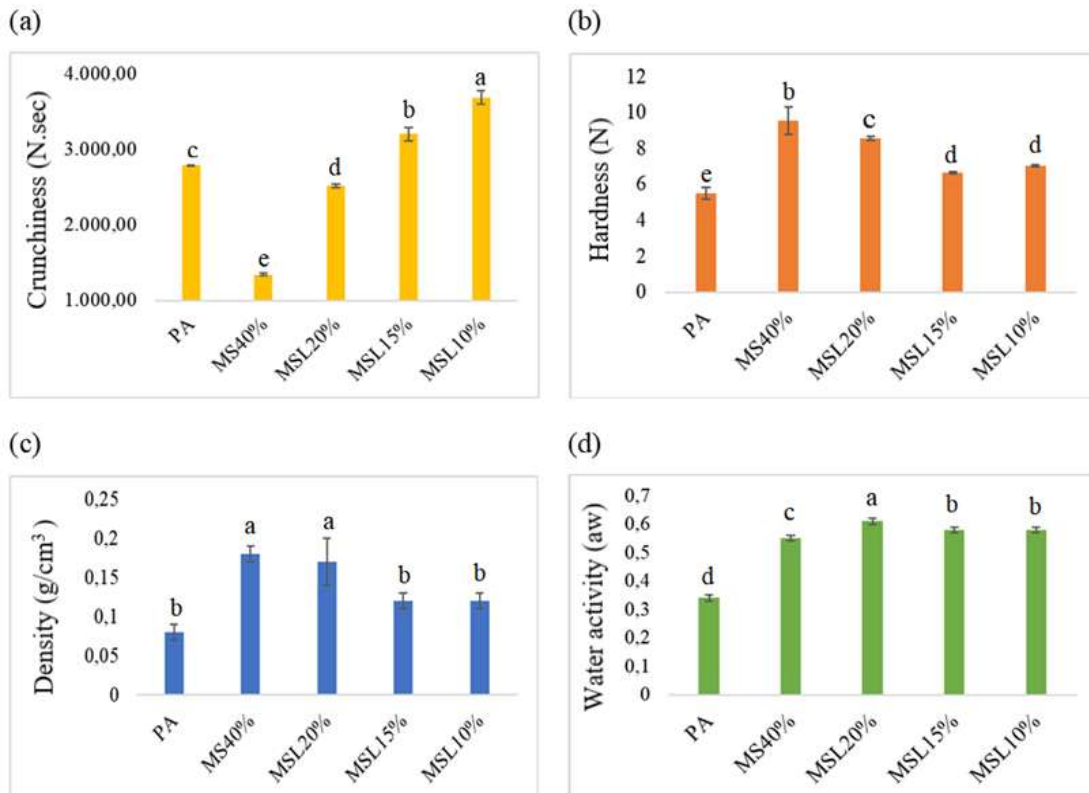 (a)
Crunchiness (N.sec)
4.000,00
3.000,00
2.000,00
1.000,00
c
e
d
b
a
PA
MS40%
MSL20%
MSL15%
MSL10%
(b)
Hardness (N)
12
10
8
6
4
2
0
e
b
c
d
d
PA
MS40%
MSL20%
MSL15%
MSL10%
(c)
Density (g/cm³ )
0,25
0,2
0,15
0,1
0,05
0
b
a
a
b
b
PA
MS40%
MSL20%
MSL15%
MSL10%
(d)
Water activity (aw)
0,7
0,6
0,5
0,4
0,3
0,2
0,1
0
d
c
a
b
b
PA
MS40%
MSL20%
MSL15%
MSL10%